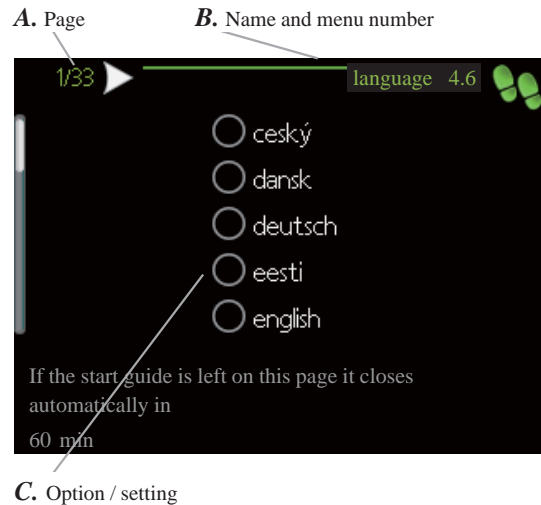 A. Page
B. Name and menu number
1/33
language 4.6
ceský
dansk
deutsch
eesti
english
If the start guide is left on this page it closes
automatically in
60 min
C. Option / setting